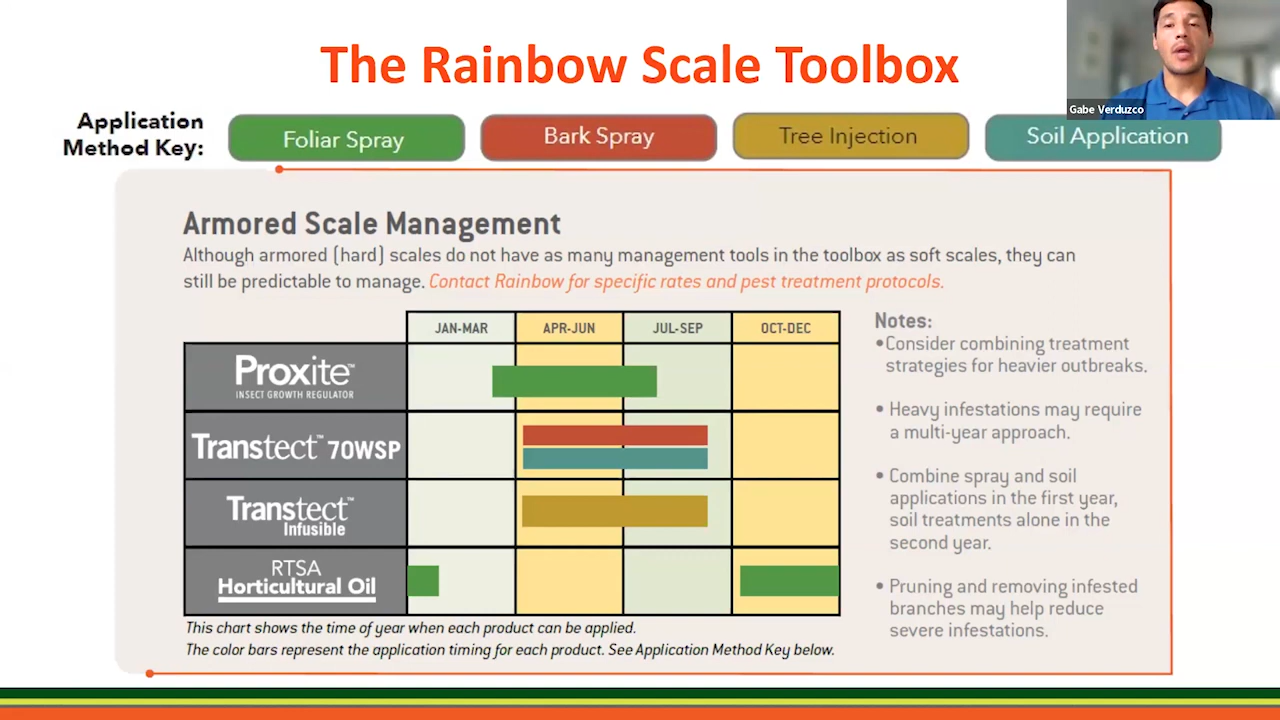 The Rainbow Scale Toolbox
Gabe Verduzco
Application
Method Key:
Foliar Spray
Bark Spray
Tree Injection
Soil Application
Armored Scale Management
Although armored (hard) scales do not have as many management tools in the toolbox as soft scales, they can
still be predictable to manage. Contact Rainbow for specific rates and pest treatment protocols.
JAN-MAR
APR-JUN
JUL-SEP
OCT-DEC
Proxite™
INSECT GROWTH REGULATOR
Transtect™ 70WSP
Transtect™
Infusible
RTSA
Horticultural Oil
This chart shows the time of year when each product can be applied.
The color bars represent the application timing for each product. See Application Method Key below.
Notes:
•Consider combining treatment
strategies for heavier outbreaks.
• Heavy infestations may require
a multi-year approach.
• Combine spray and soil
applications in the first year,
soil treatments alone in the
second year.
• Pruning and removing infested
branches may help reduce
severe infestations.